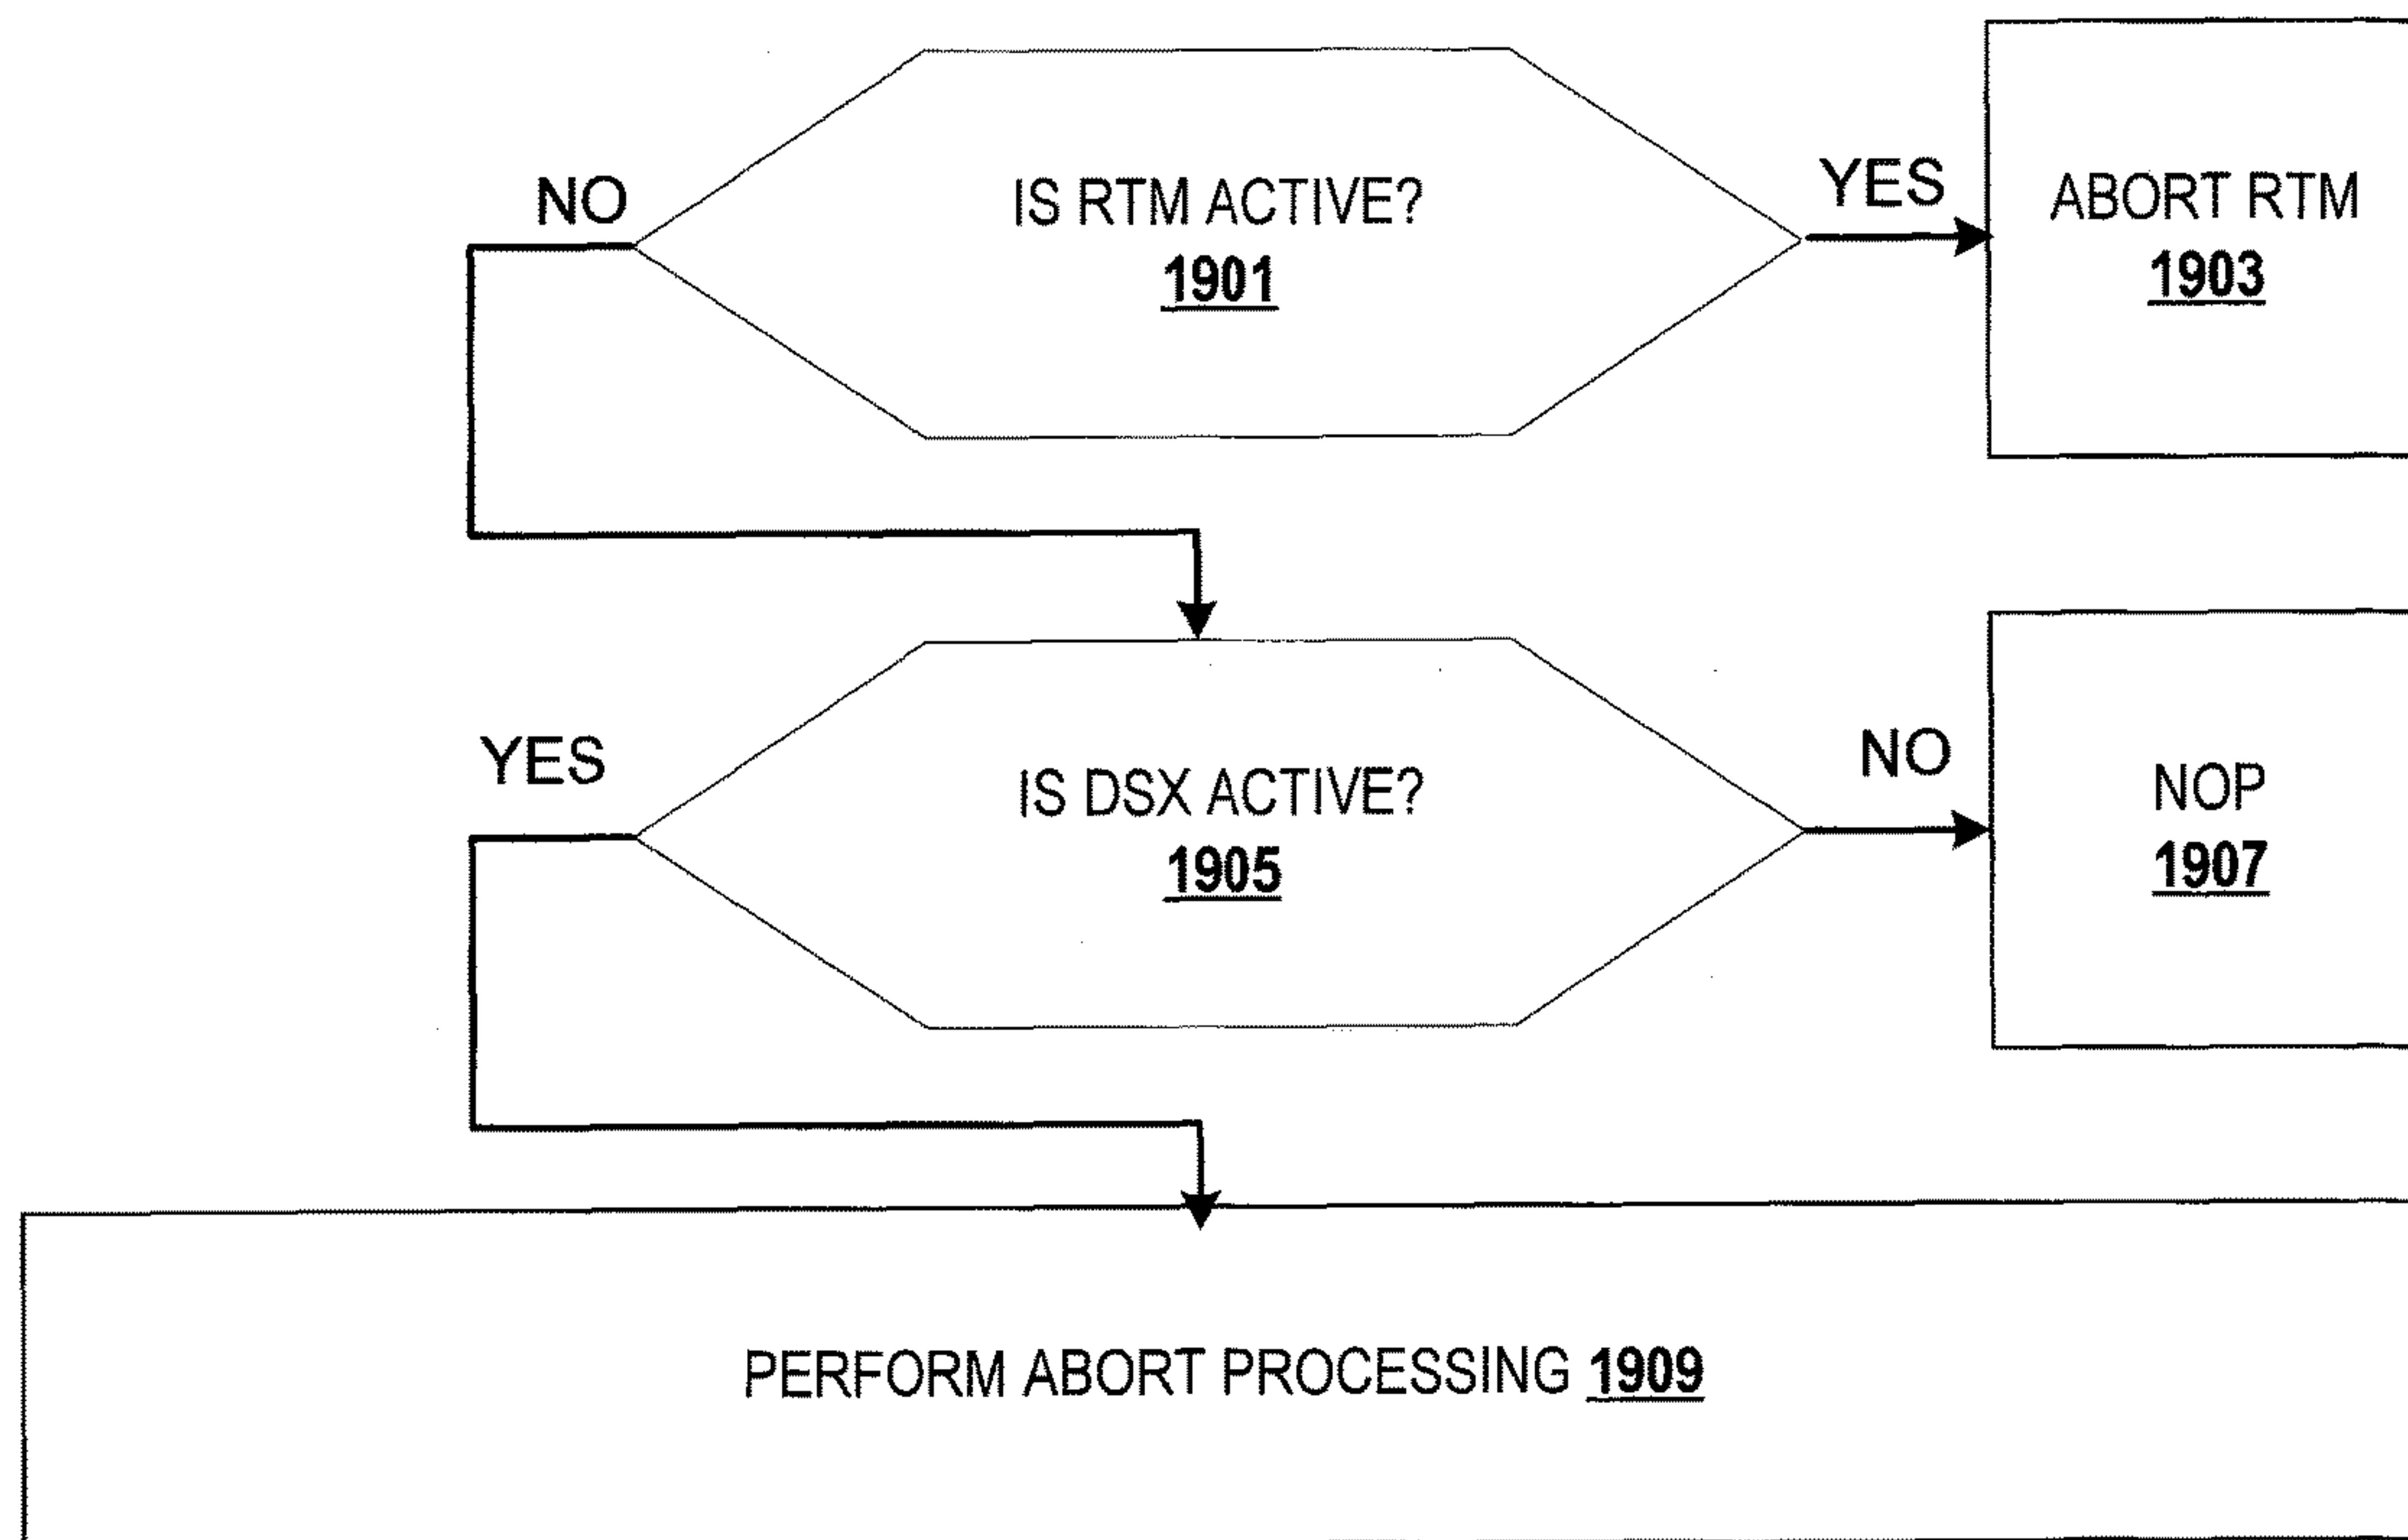 NO
IS RTM ACTIVE?
1901
YES
ABORT RTM
1903
YES
IS DSX ACTIVE?
1905
NO
NOP
1907
PERFORM ABORT PROCESSING 1909